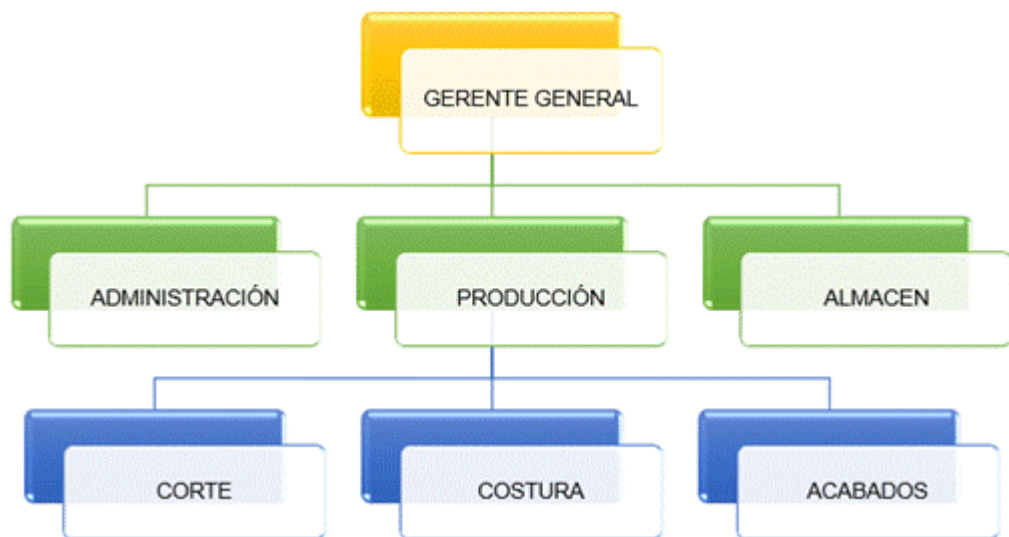 GERENTE GENERAL
ADMINISTRACIÓN
PRODUCCIÓN
ALMACEN
CORTE
COSTURA
ACABADOS